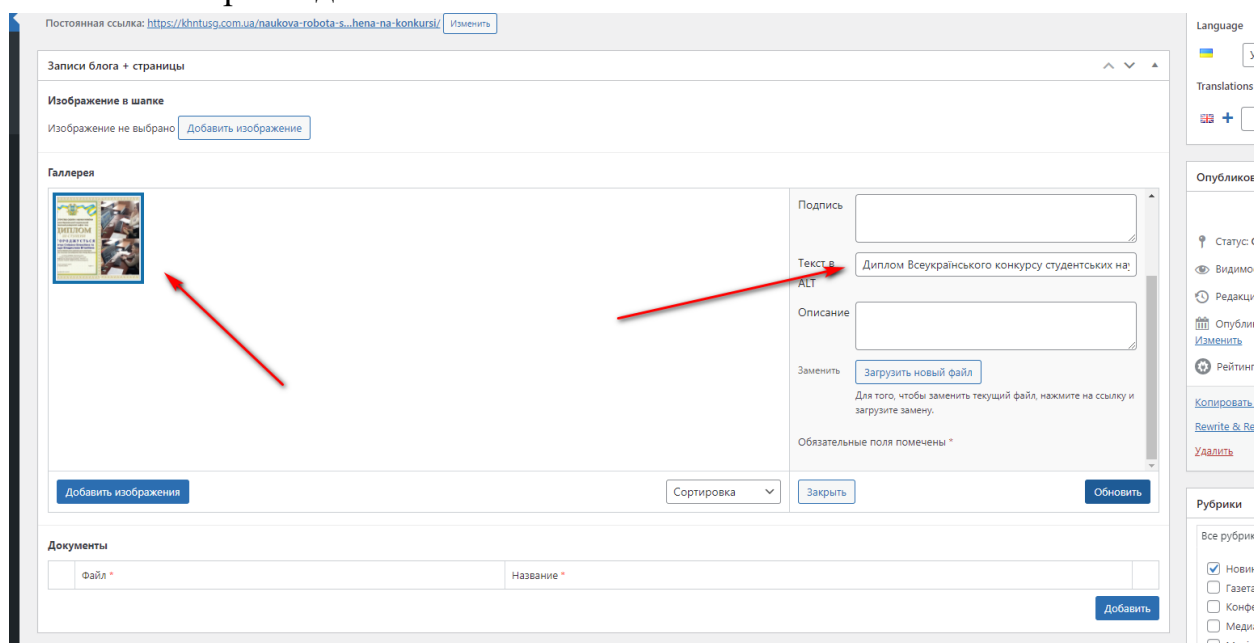 Постоянная ссылка: https://khntusg.com.ua/naukova-robota-s...hena-na-konkursi/ Изменить
Записи блога + страницы
Изображение в шапке
Изображение не выбрано Добавить изображение
Галлерея
ДИПЛОМ
Подпись
Текст в ALT
Диплом Всеукраїнського конкурсу студентських нау
Описание
Заменить Загрузить новый файл
Для того, чтобы заменить текущий файл, нажмите на ссылку и
загрузите замену.
Обязательные поля помечены *
Добавить изображения Сортировка Закрыть Обновить
Документы
Файл * Название *
Добавить
Language
Translations
Опубликов
Статус:
Видимо
Редакци
Опубли
Изменить
Рейтинг
Копировать
Rewrite & Re
Удалить
Рубрики
Все рубрик
Новин
Газета
Конфе
Меди